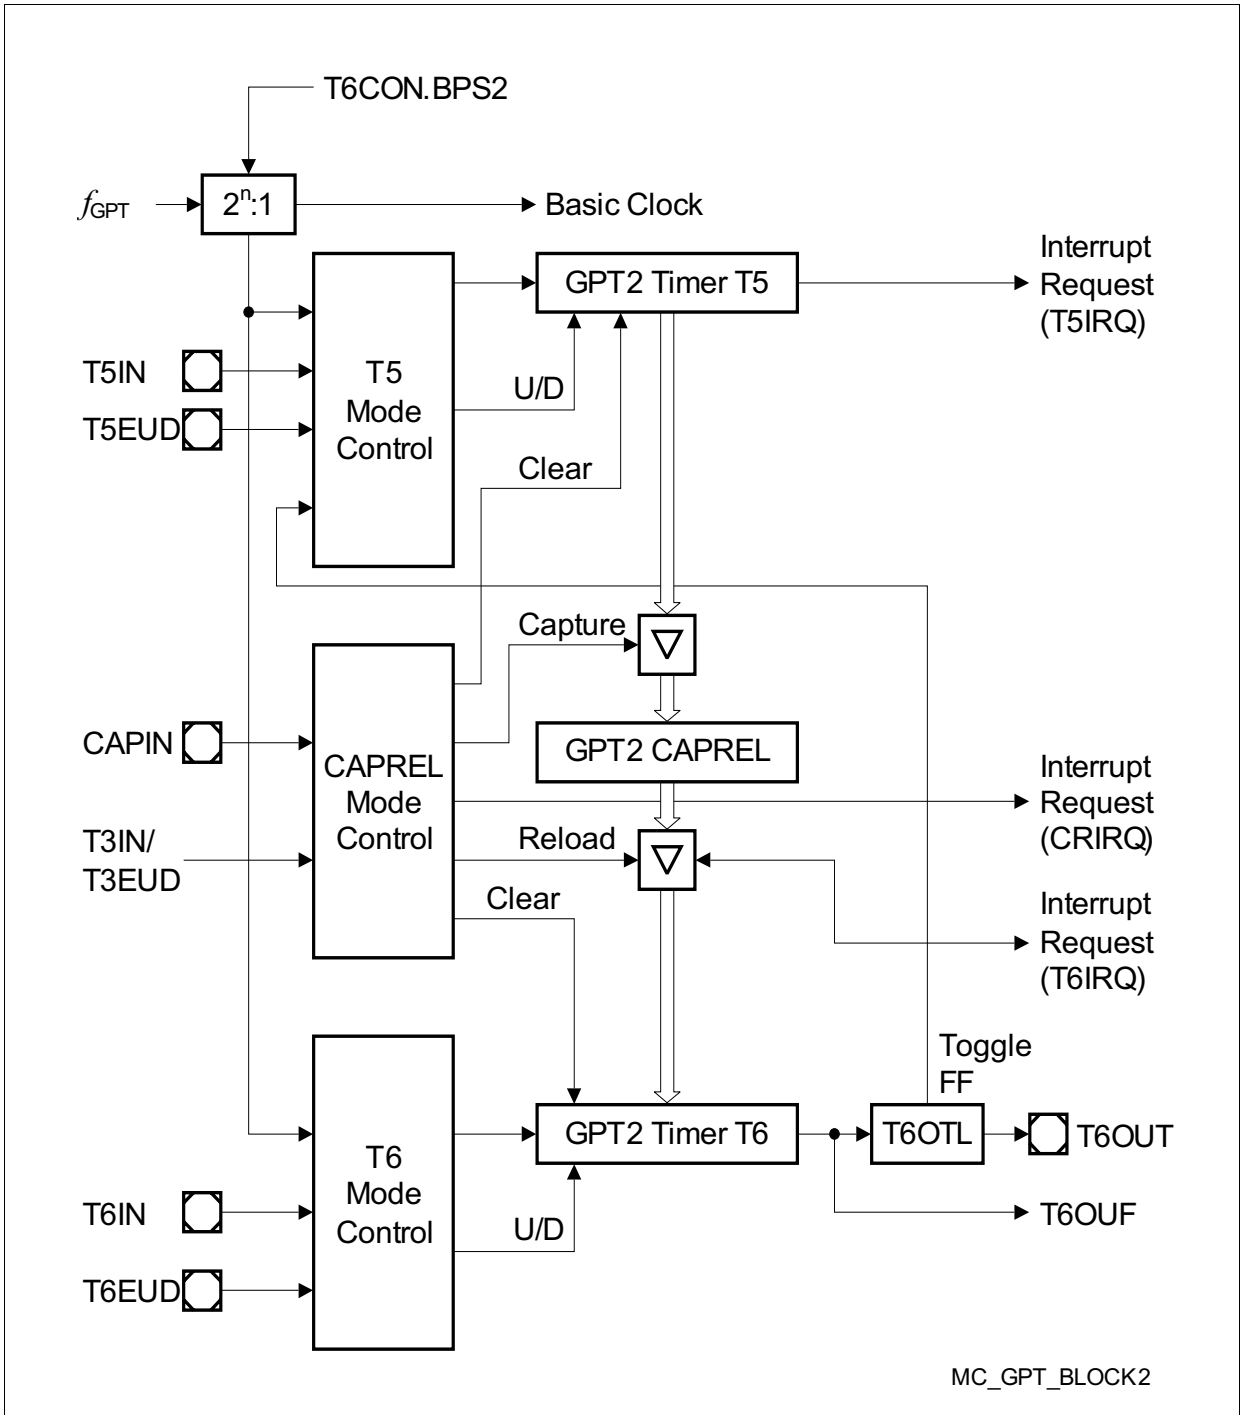 T6CON.BPS2
fGPT
2ⁿ:1
Basic Clock
Interrupt
Request
(T5IRQ)
GPT2 Timer T5
T5IN
T5EUD
T5
Mode
Control
U/D
Clear
Capture
CAPIN
CAPREL
Mode
Control
GPT2 CAPREL
Interrupt
Request
(CRIRQ)
T3IN/
T3EUD
Reload
Clear
Interrupt
Request
(T6IRQ)
Toggle
FF
GPT2 Timer T6
T6OTL
T6OUT
T6
Mode
Control
T6IN
U/D
T6OUF
T6EUD
MC_GPT_BLOCK2